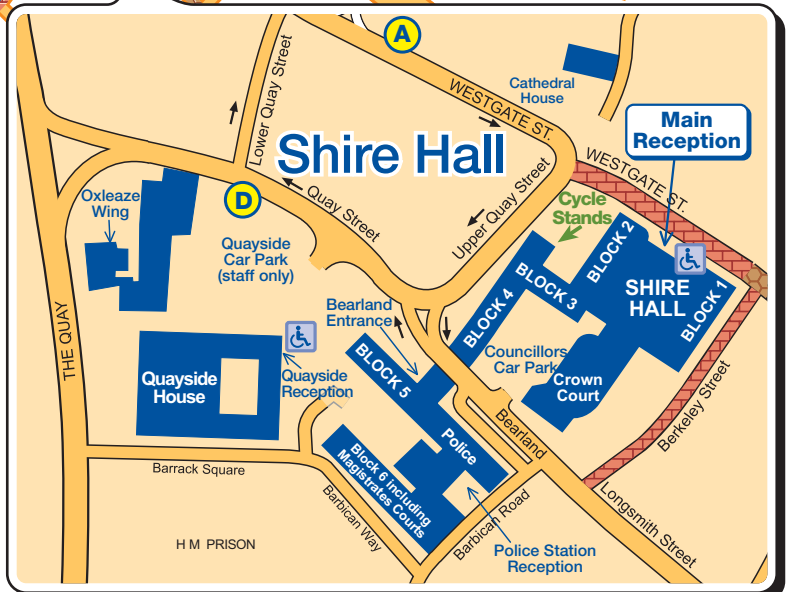 A
WESTGATE ST.
Cathedral
House
Main
Reception
Lower Quay Street
Shire Hall
WESTGATE ST.
Oxleaze
Wing
D
Quay Street
Upper Quay Street
Cycle
Stands
Quayside
Car Park
(staff only)
BLOCK 2
BLOCK 3
SHIRE
HALL
BLOCK 1
BLOCK 4
Bearland
Entrance
THE QUAY
BLOCK 5
Councillors
Car Park
Crown
Court
Quayside
House
Quayside
Reception
Berkeley Street
Bearland
Police
Barrack Square
Block 6 including
Magistrates Courts
Barbican Way
Barbican Road
Longsmith Street
H M PRISON
Police Station
Reception